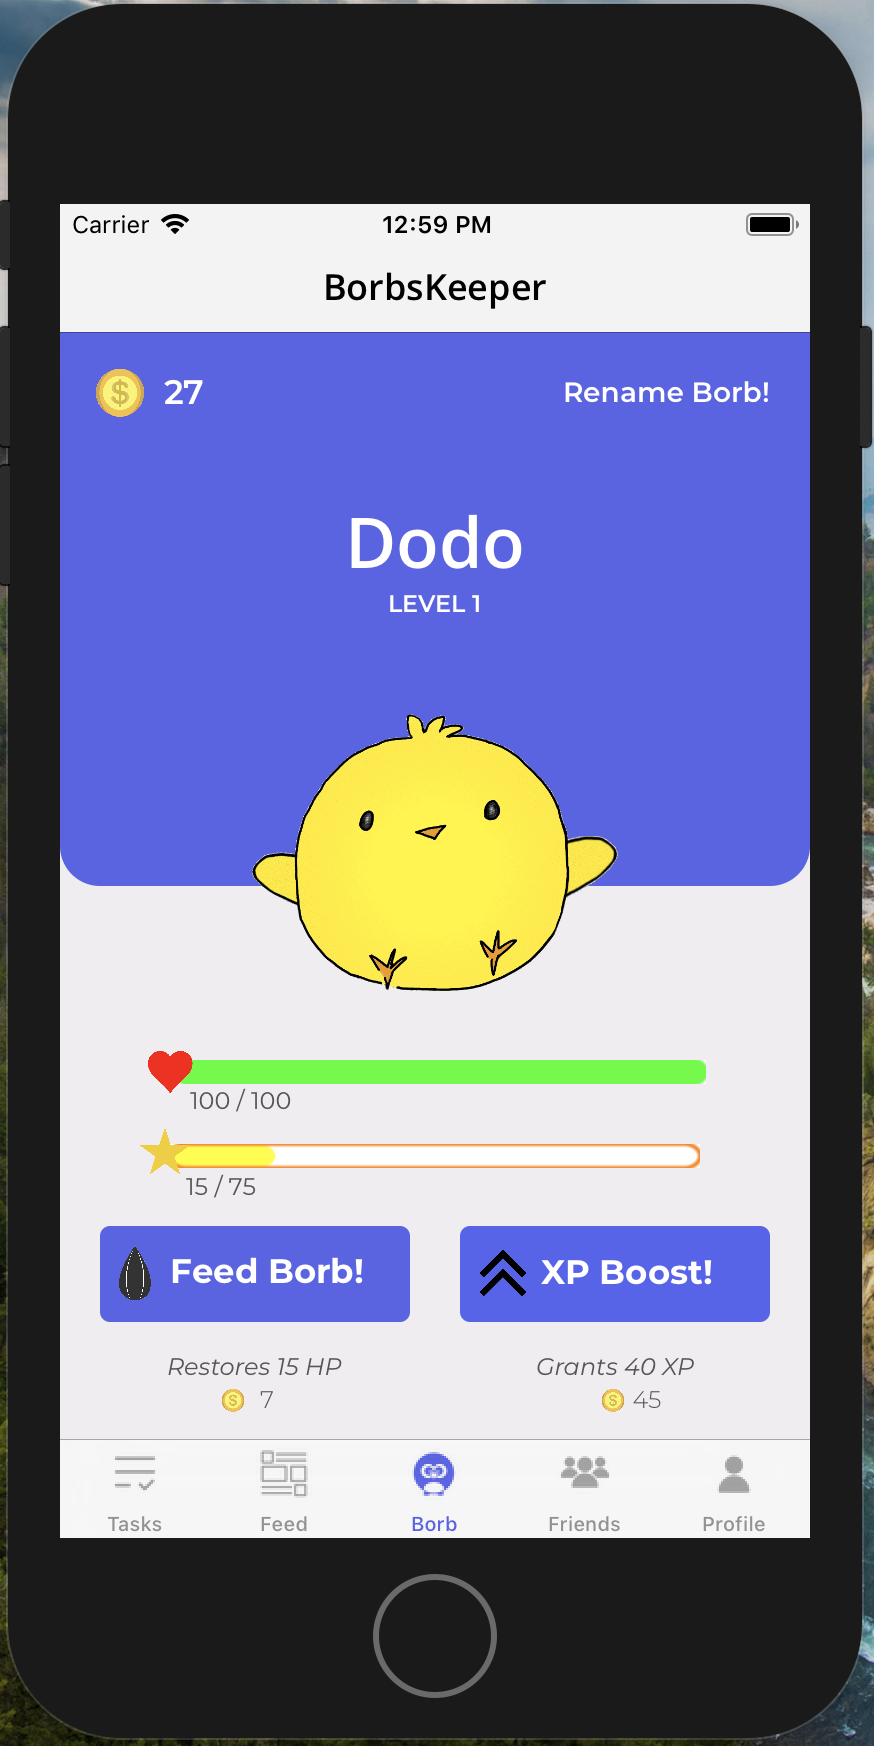 Carrier 12:59 PM
BorbsKeeper
$ 27 Rename Borb!
Dodo
LEVEL 1
100 / 100
15 / 75
Feed Borb! XP Boost!
Restores 15 HP Grants 40 XP
$ 7 $ 45
Tasks Feed Borb Friends Profile